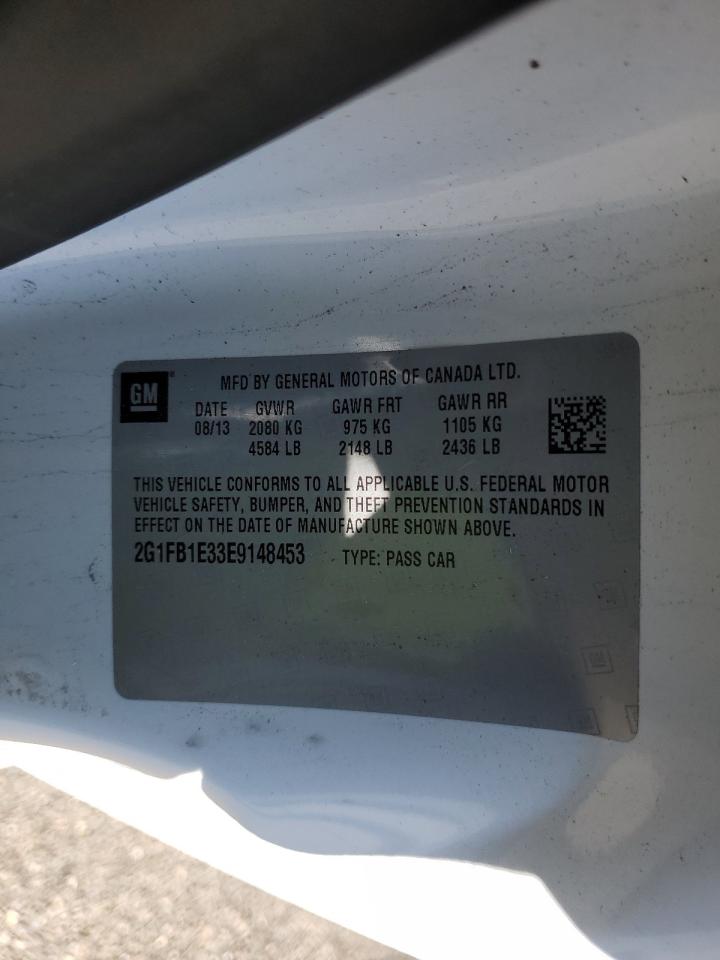 GM
MFD BY GENERAL MOTORS OF CANADA LTD.
DATE GVWR GAWR FRT GAWR RR
08/13 2080 KG 975 KG 1105 KG
4584 LB 2148 LB 2436 LB
THIS VEHICLE CONFORMS TO ALL APPLICABLE U.S. FEDERAL MOTOR
VEHICLE SAFETY, BUMPER, AND THEFT PREVENTION STANDARDS IN
EFFECT ON THE DATE OF MANUFACTURE SHOWN ABOVE.
2G1FB1E33E9148453 TYPE: PASS CAR
GM